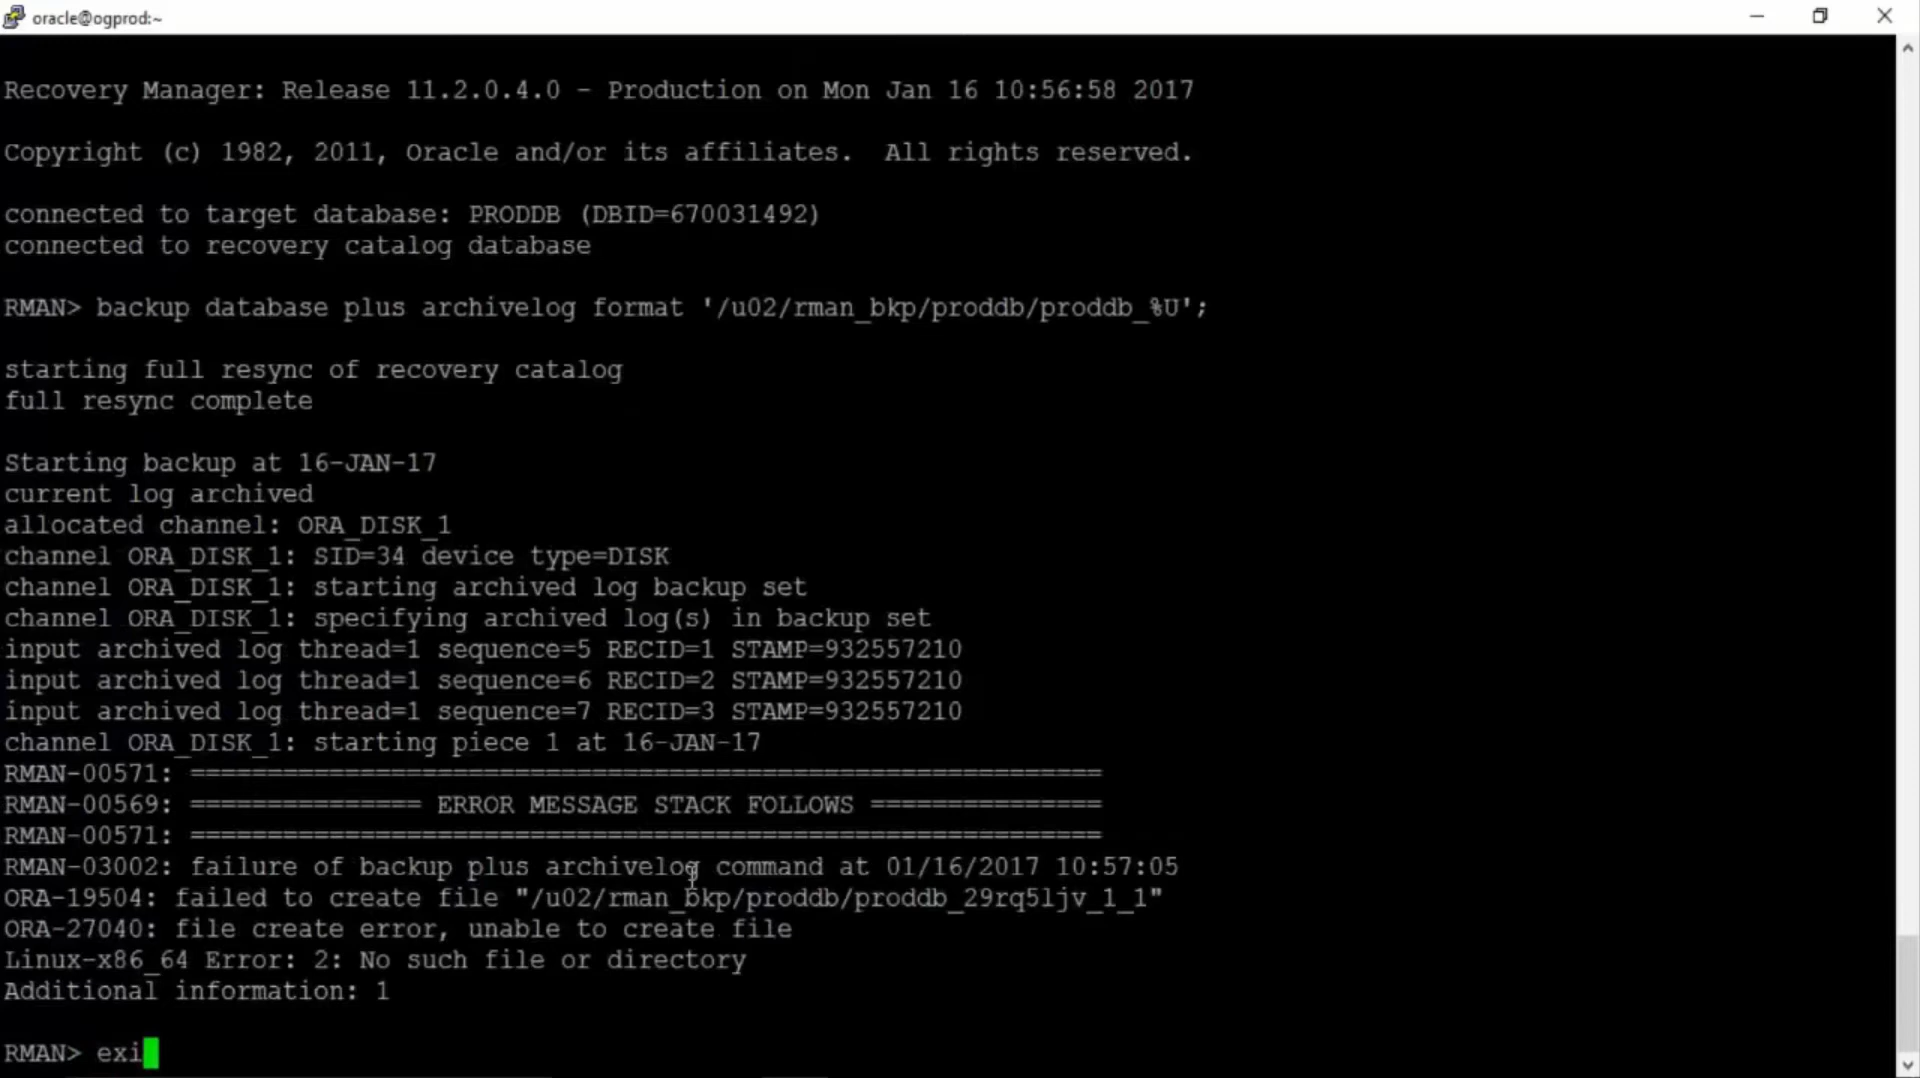 oracle@ogprod:~
Recovery Manager: Release 11.2.0.4.0 - Production on Mon Jan 16 10:56:58 2017
Copyright (c) 1982, 2011, Oracle and/or its affiliates.  All rights reserved.
connected to target database: PRODDB (DBID=670031492)
connected to recovery catalog database
RMAN> backup database plus archivelog format '/u02/rman_bkp/proddb/proddb_%U';
starting full resync of recovery catalog
full resync complete
Starting backup at 16-JAN-17
current log archived
allocated channel: ORA_DISK_1
channel ORA_DISK_1: SID=34 device type=DISK
channel ORA_DISK_1: starting archived log backup set
channel ORA_DISK_1: specifying archived log(s) in backup set
input archived log thread=1 sequence=5 RECID=1 STAMP=932557210
input archived log thread=1 sequence=6 RECID=2 STAMP=932557210
input archived log thread=1 sequence=7 RECID=3 STAMP=932557210
channel ORA_DISK_1: starting piece 1 at 16-JAN-17
RMAN-00571: ===========================================================
RMAN-00569: =============== ERROR MESSAGE STACK FOLLOWS ===============
RMAN-00571: ===========================================================
RMAN-03002: failure of backup plus archivelog command at 01/16/2017 10:57:05
ORA-19504: failed to create file "/u02/rman_bkp/proddb/proddb_29rq5ljv_1_1"
ORA-27040: file create error, unable to create file
Linux-x86_64 Error: 2: No such file or directory
Additional information: 1
RMAN> exi